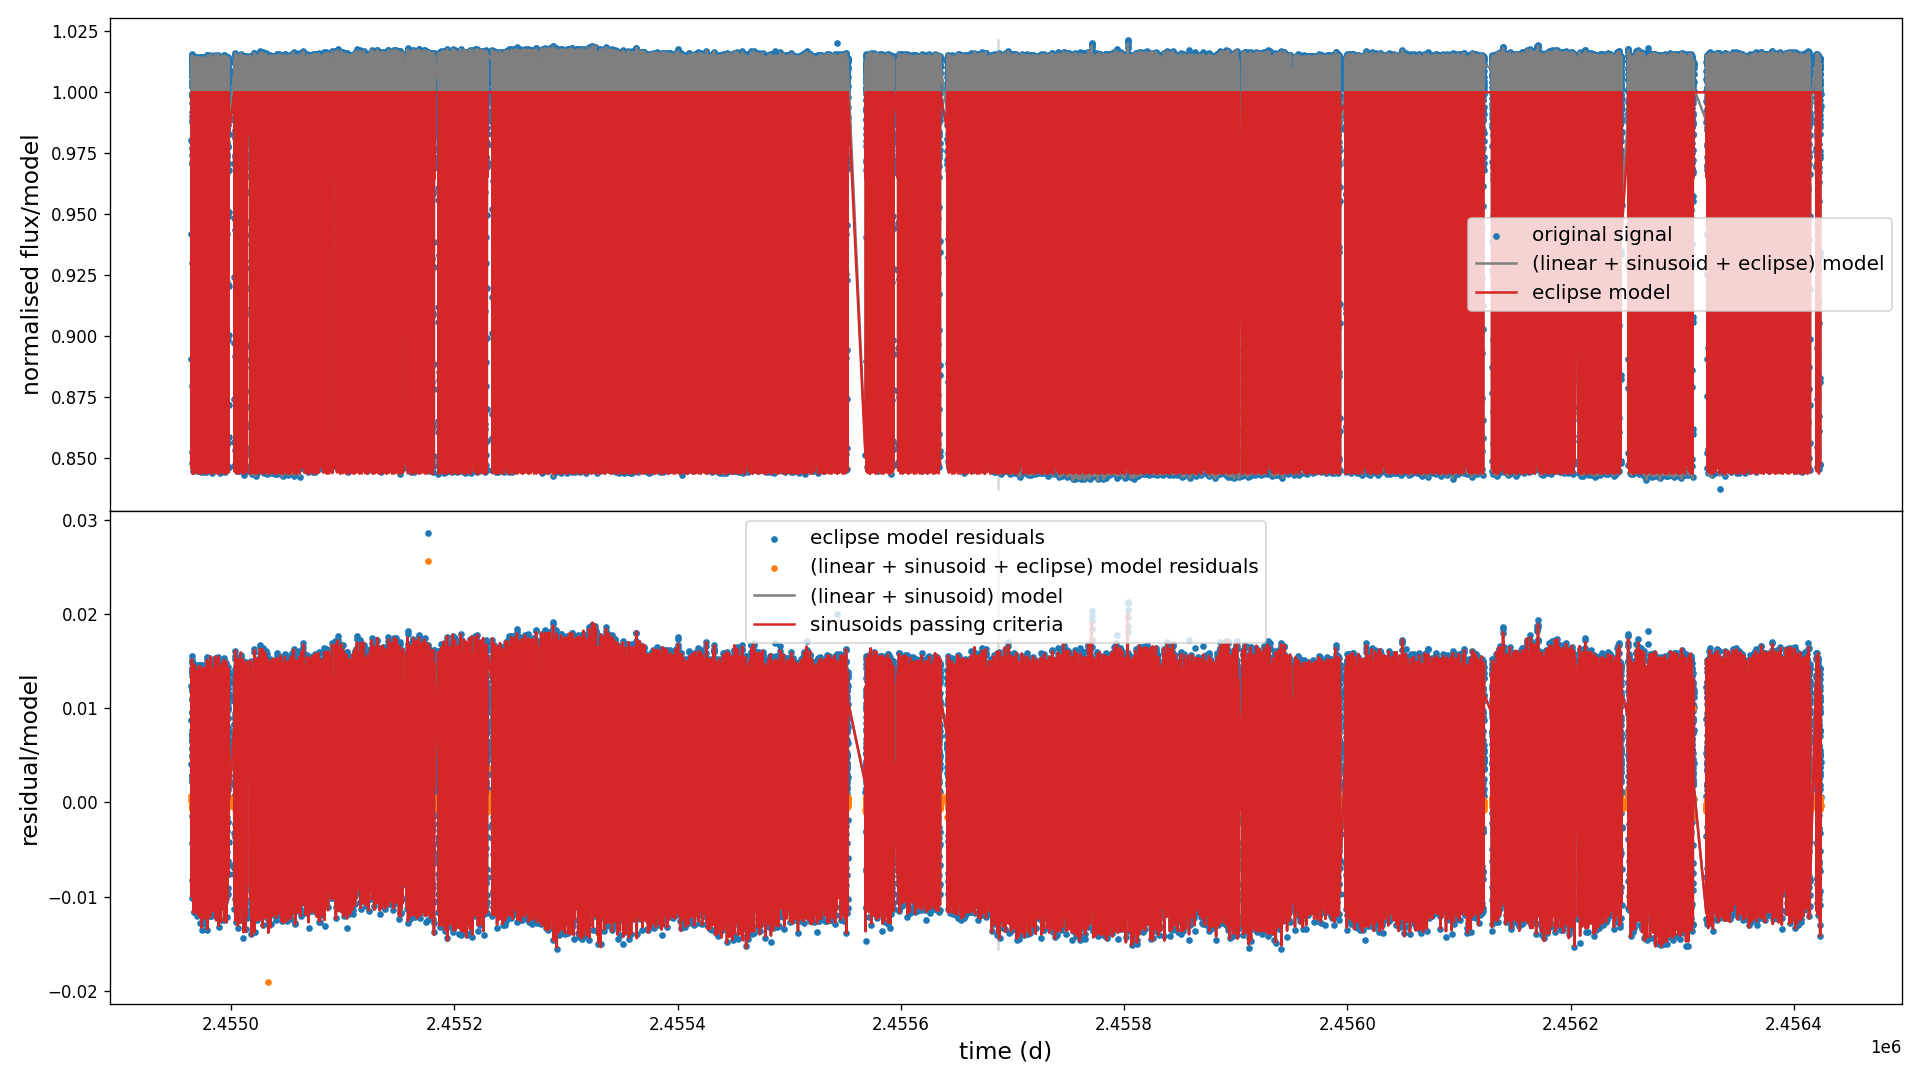 1.025
1.000
0.975
0.950
0.925
0.900
0.875
0.850
normalised flux/model
original signal
(linear + sinusoid + eclipse) model
eclipse model
0.03
0.02
0.01
0.00
−0.01
−0.02
residual/model
eclipse model residuals
(linear + sinusoid + eclipse) model residuals
(linear + sinusoid) model
sinusoids passing criteria
2.4550 2.4552 2.4554 2.4556 2.4558 2.4560 2.4562 2.4564
1e6
time (d)